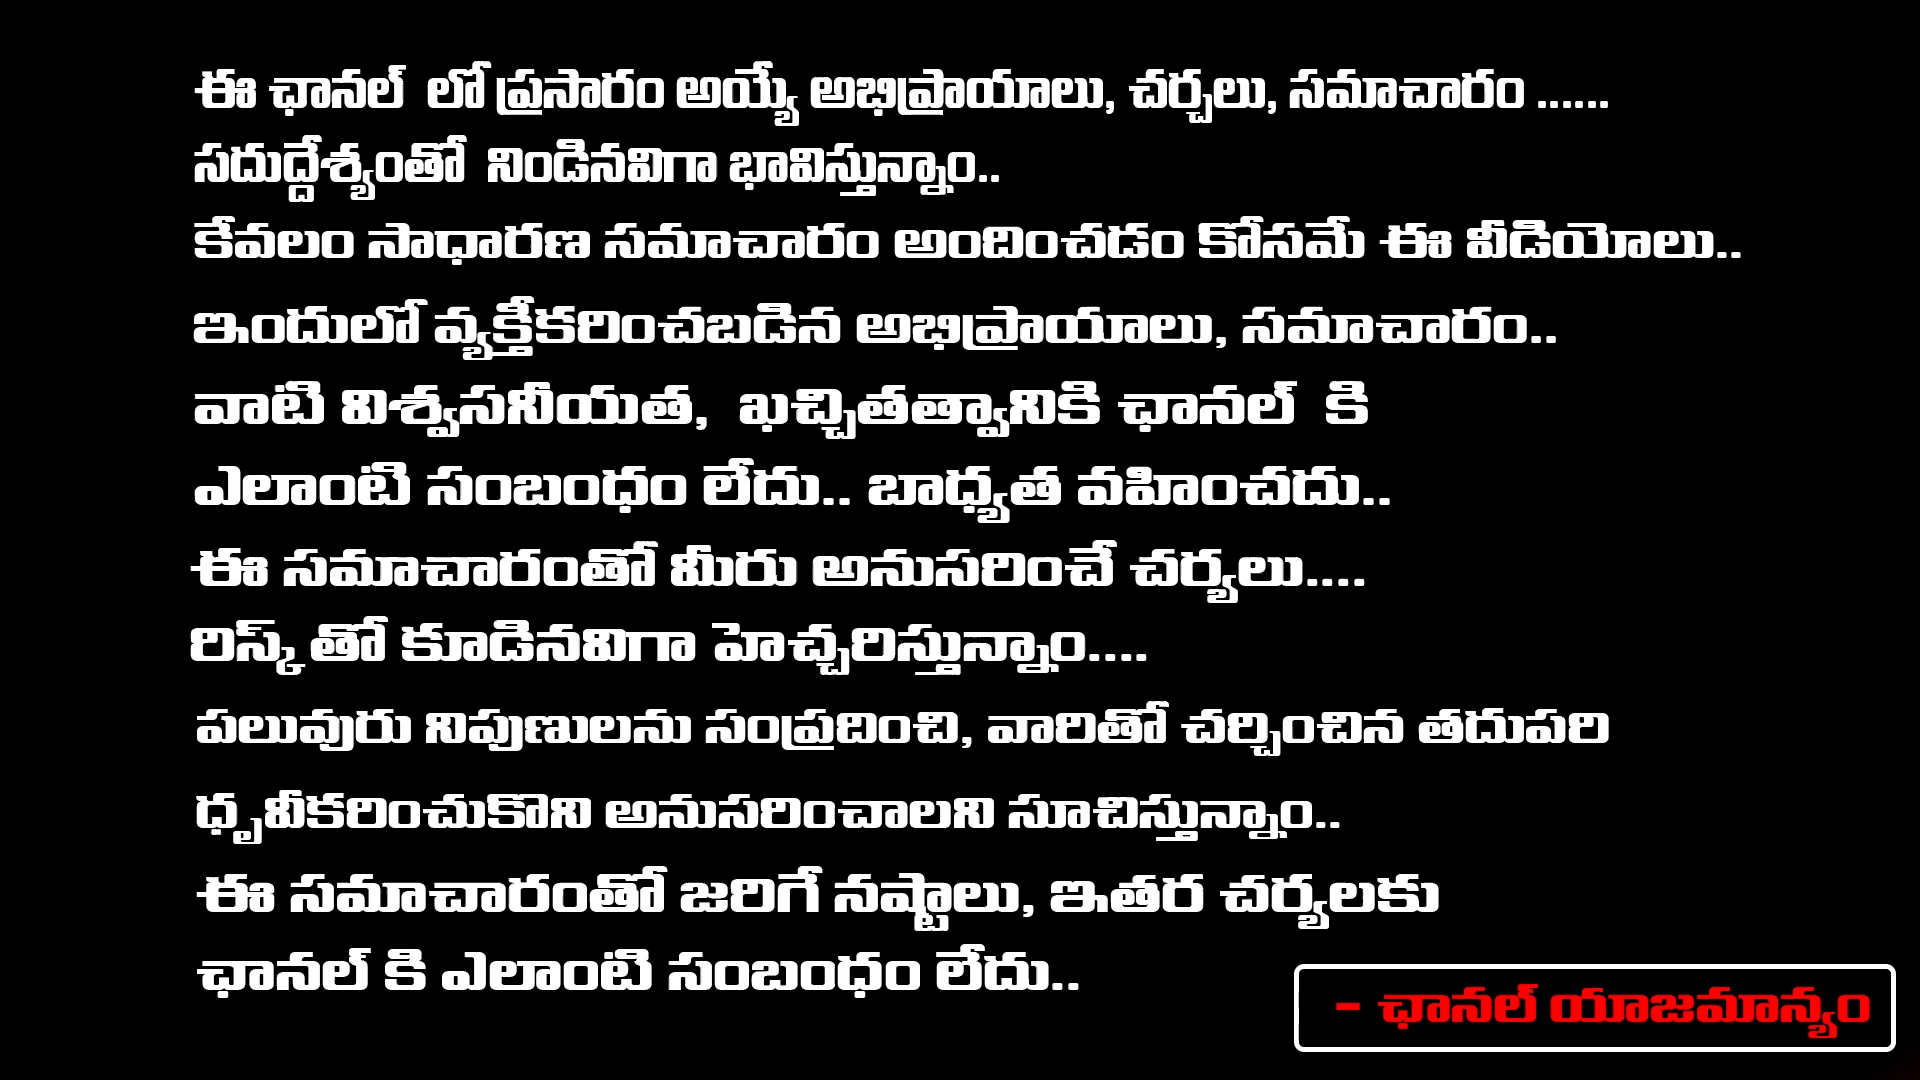 ఈ ఛానల్ లో ప్రసారం అయ్యే అభిప్రాయాలు, చర్చలు, సమాచారం ......
సదుద్దేశ్యంతో నిండినవిగా భావిస్తున్నాం..
కేవలం సాధారణ సమాచారం అందించడం కోసమే ఈ వీడియోలు..
ఇందులో వ్యక్తీకరించబడిన అభిప్రాయాలు, సమాచారం..
వాటి విశ్వసనీయత, ఖచ్చితత్వానికి ఛానల్ కి
ఎలాంటి సంబంధం లేదు.. బాధ్యత వహించదు..
ఈ సమాచారంతో మీరు అనుసరించే చర్యలు....
రిస్క్ తో కూడినవిగా హెచ్చరిస్తున్నాం....
పలువురు నిపుణులను సంప్రదించి, వారితో చర్చించిన తదుపరి
ధృవీకరించుకొని అనుసరించాలని సూచిస్తున్నాం..
ఈ సమాచారంతో జరిగే నష్టాలు, ఇతర చర్యలకు
ఛానల్ కి ఎలాంటి సంబంధం లేదు..
- ఛానల్ యాజమాన్యం